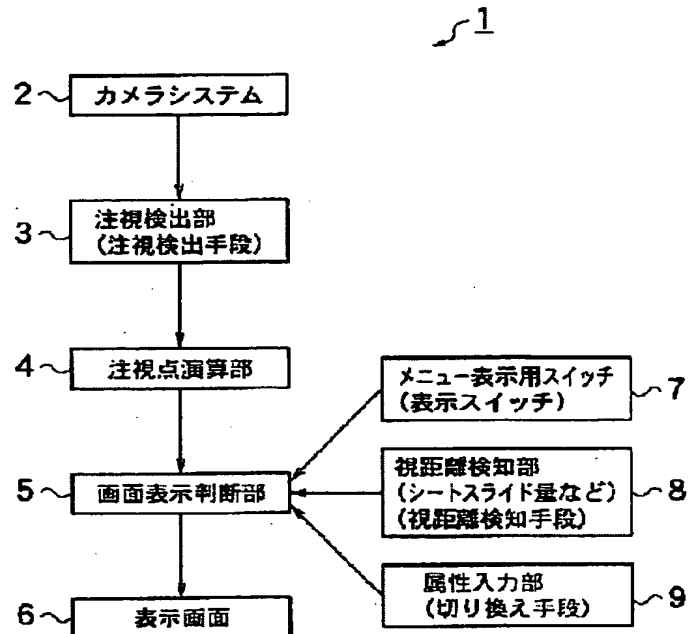 1
2 カメラシステム
3 注視検出部
(注視検出手段)
4 注視点演算部
メニュー表示用スイッチ 7
(表示スイッチ)
5 画面表示判断部
視距離検知部
(シートスライド量など) 8
(視距離検知手段)
属性入力部 9
(切り換え手段)
6 表示画面